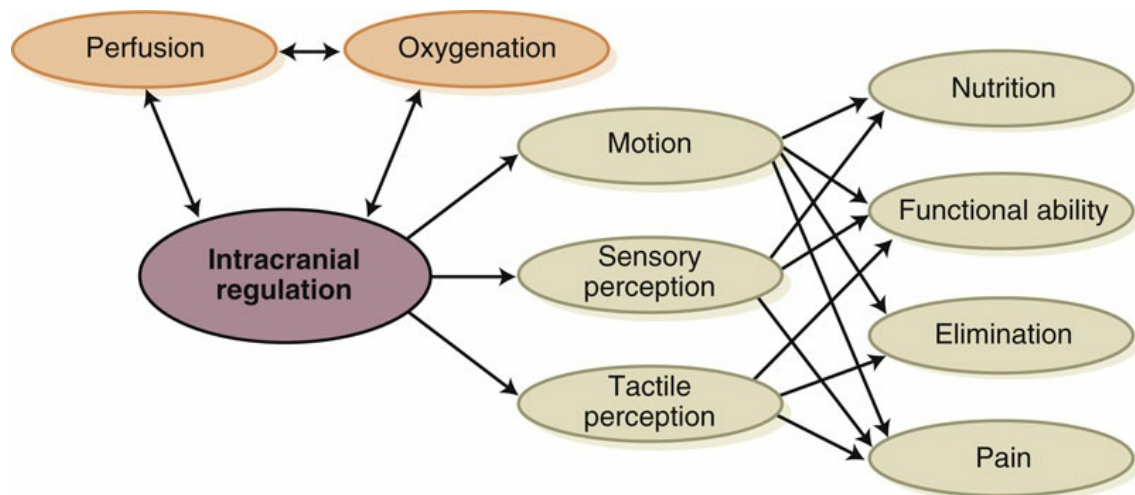 Perfusion
Oxygenation
Nutrition
Motion
Functional ability
Intracranial
regulation
Sensory
perception
Elimination
Tactile
perception
Pain